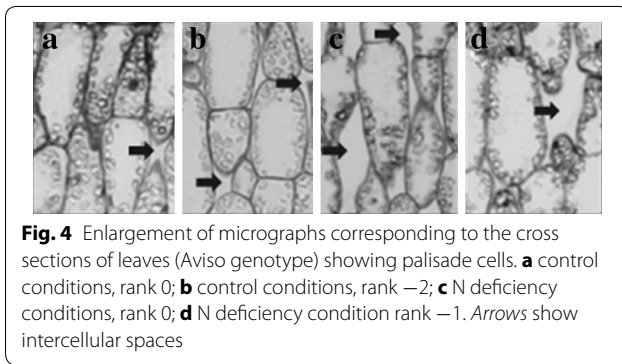 a b c d
Fig. 4 Enlargement of micrographs corresponding to the cross
sections of leaves (Aviso genotype) showing palisade cells. a control
conditions, rank 0; b control conditions, rank −2; c N deficiency
conditions, rank 0; d N deficiency condition rank −1. Arrows show
intercellular spaces